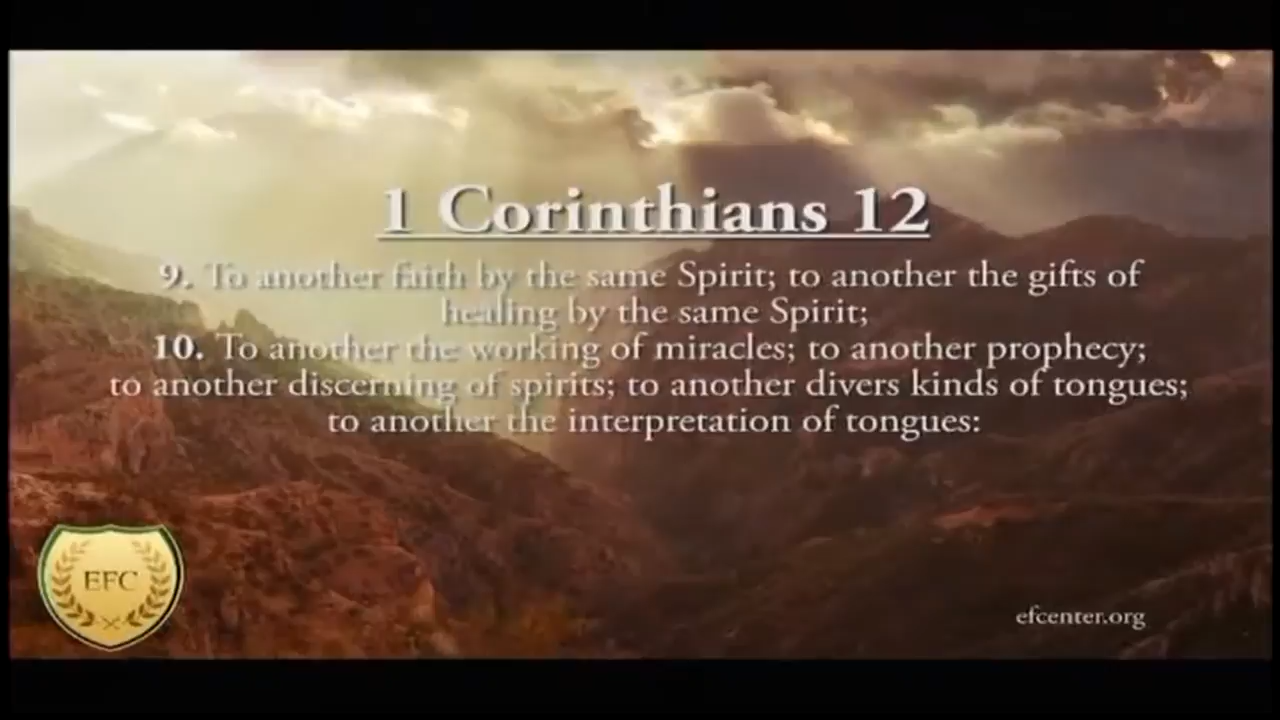 1 Corinthians 12
9. To another faith by the same Spirit; to another the gifts of
healing by the same Spirit;
10. To another the working of miracles; to another prophecy;
to another discerning of spirits; to another divers kinds of tongues;
to another the interpretation of tongues:
EFC
efcenter.org